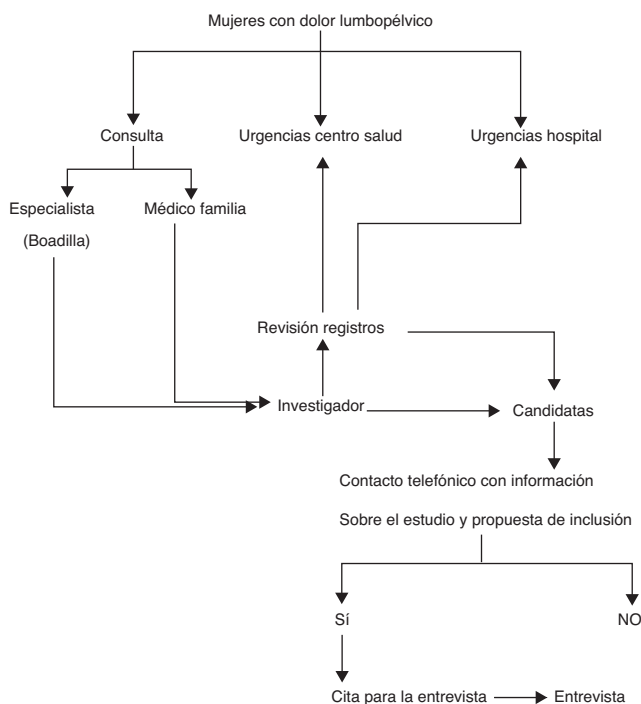 Mujeres con dolor lumbopélvico
Consulta
Urgencias centro salud
Urgencias hospital
Especialista
(Boadilla)
Médico familia
Revisión registros
Investigador
Candidatas
Contacto telefónico con información
Sobre el estudio y propuesta de inclusión
Sí
NO
Cita para la entrevista
Entrevista